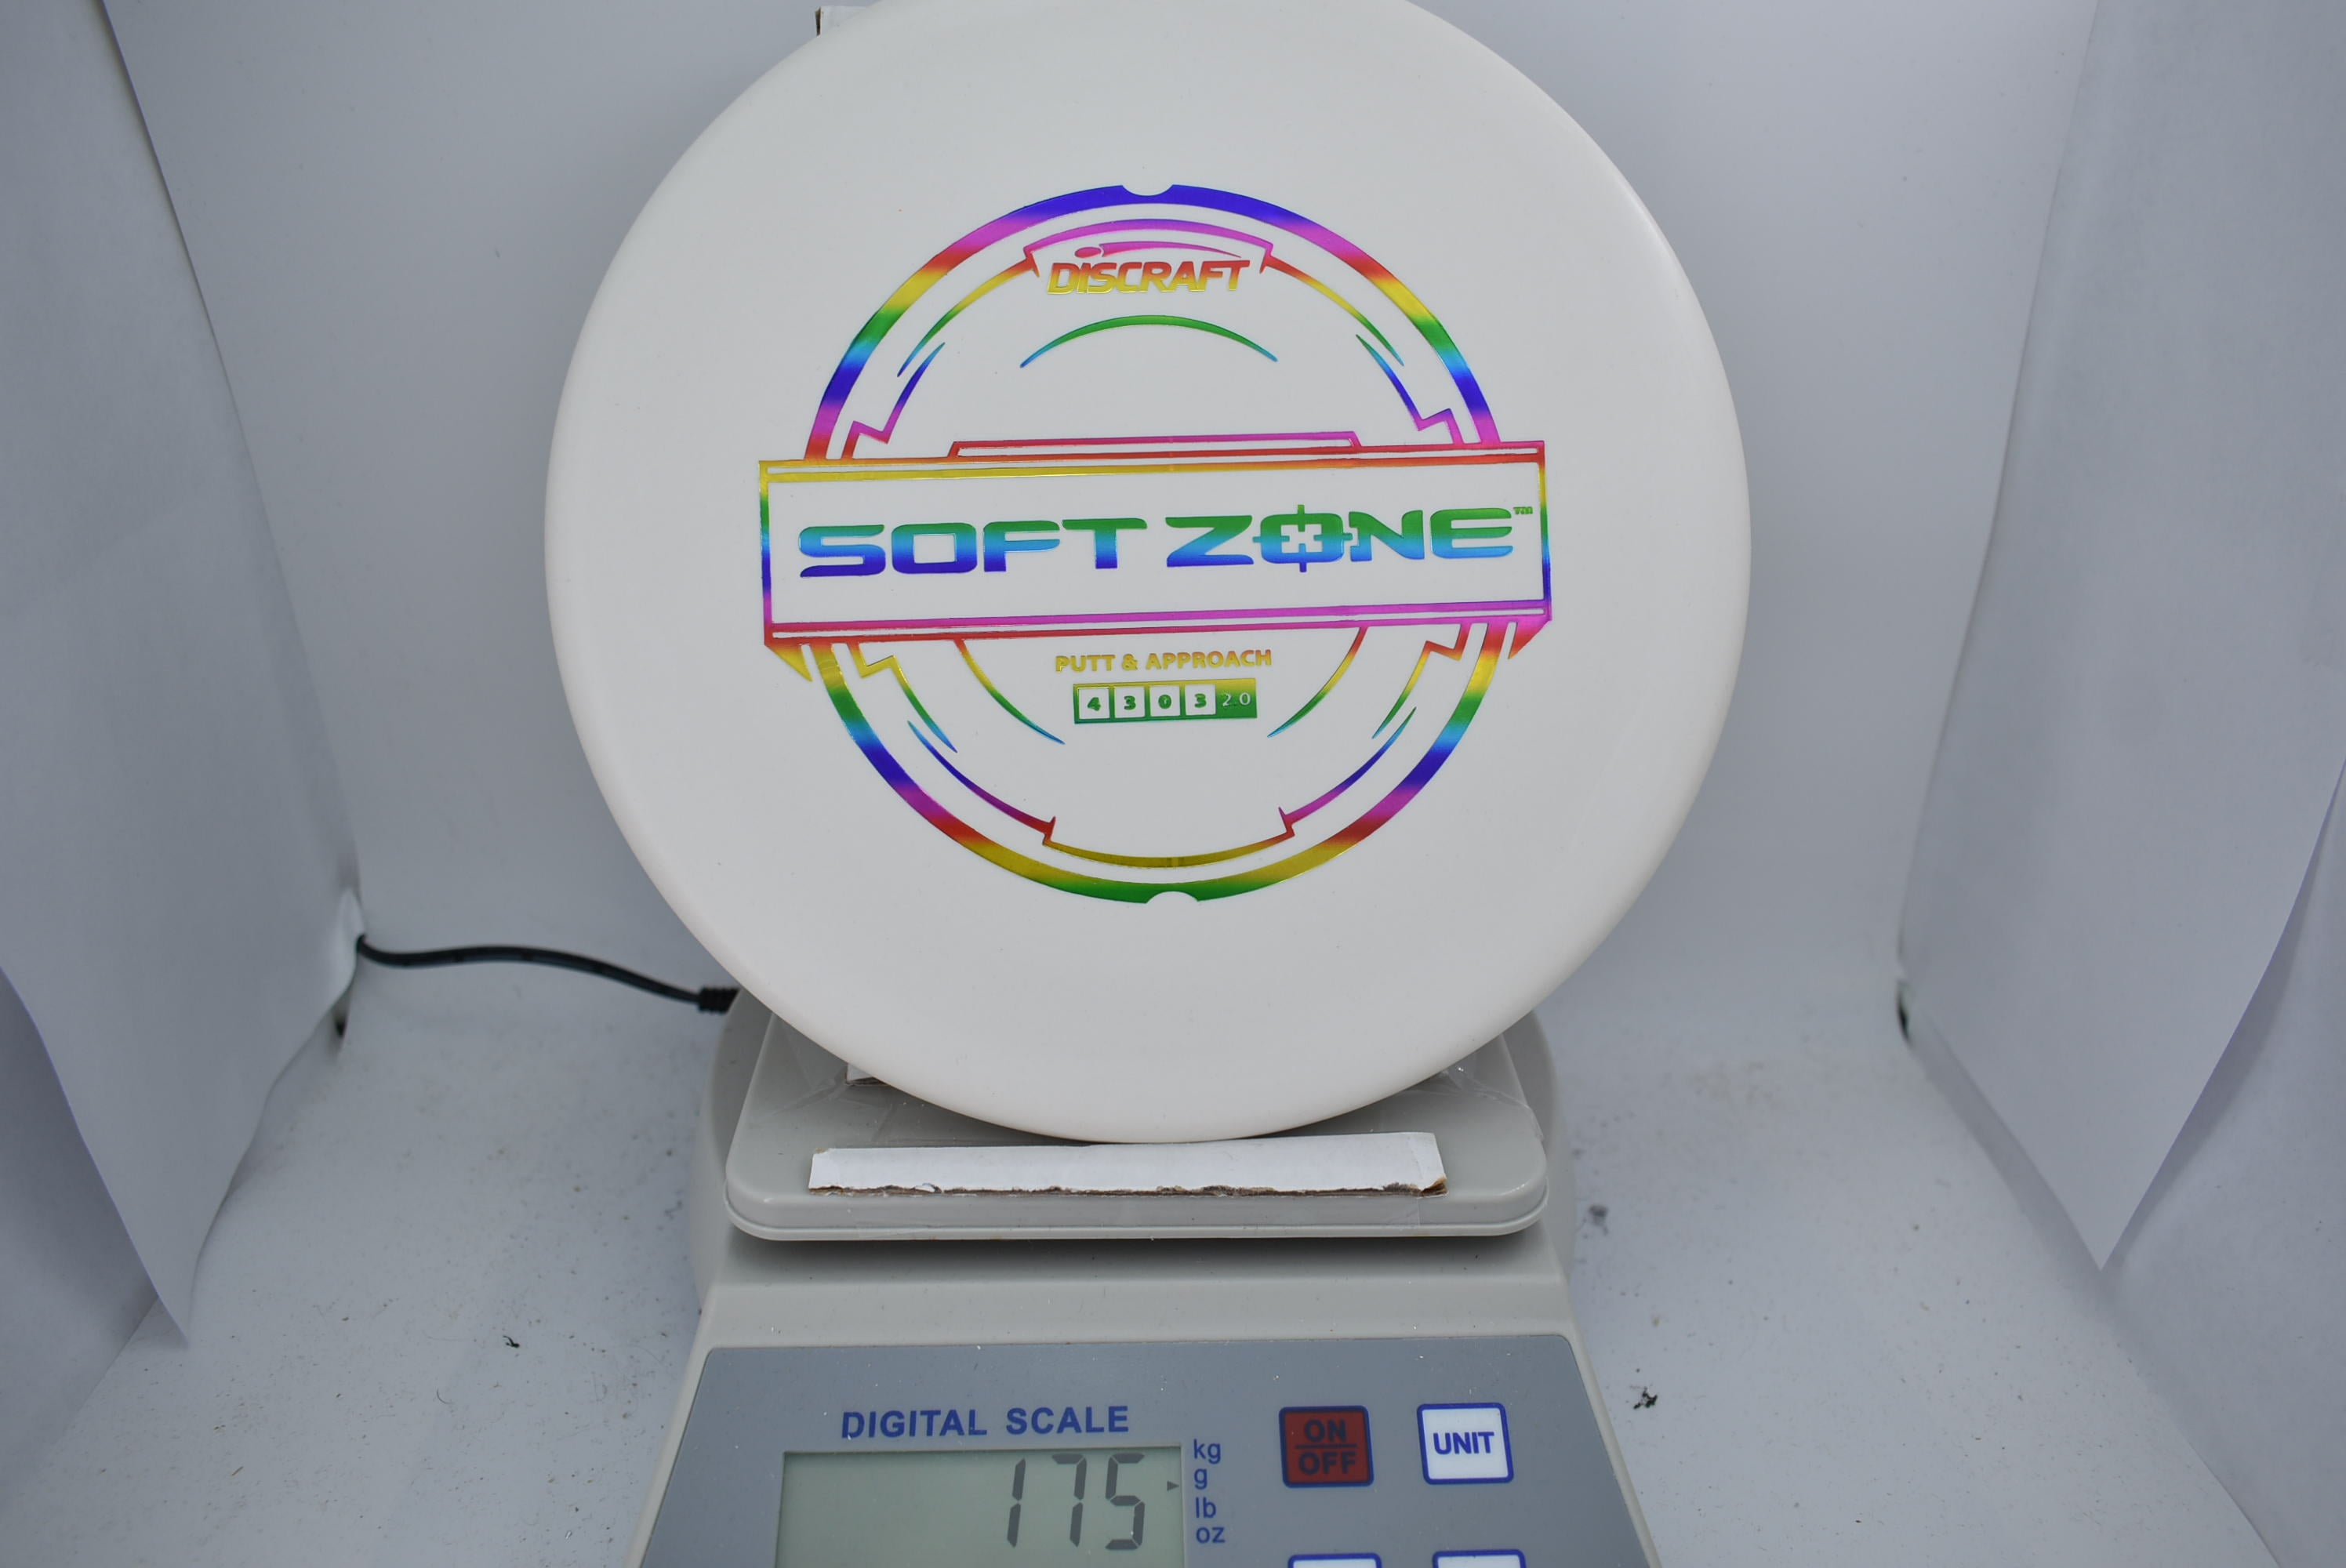 DISCRAFT
SOFT ZONE™
PUTT & APPROACH
4 3 0 3 2.0
DIGITAL SCALE
175
kg
g
lb
oz
ON
OFF
UNIT